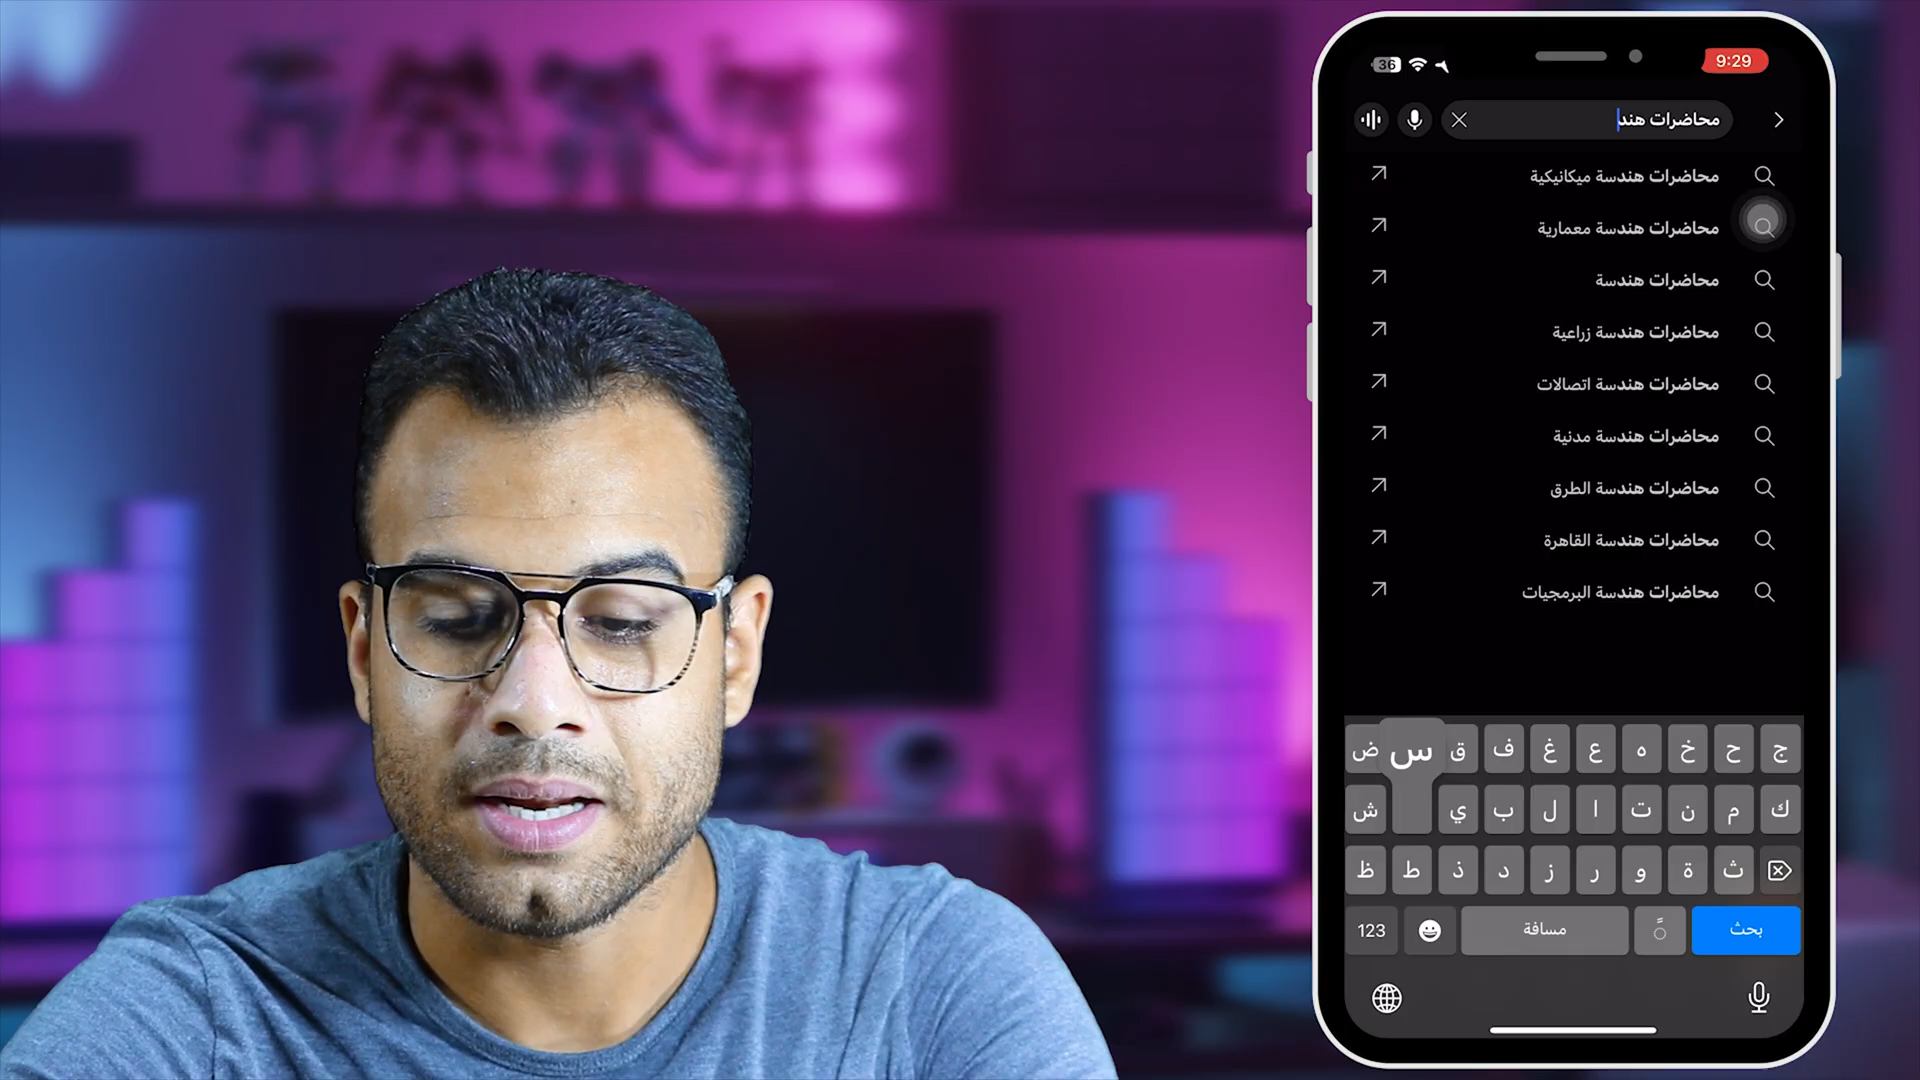 36
9:29
محاضرات هند
محاضرات هندسة ميكانيكية
محاضرات هندسة معمارية
محاضرات هندسة
محاضرات هندسة زراعية
محاضرات هندسة اتصالات
محاضرات هندسة مدنية
محاضرات هندسة الطرق
محاضرات هندسة القاهرة
محاضرات هندسة البرمجيات
ض س ق ف غ ع ه خ ح ج
ش ي ب ل ا ت ن م ك
ظ ط ذ د ز ر و ة ث
123 مسافة بحث